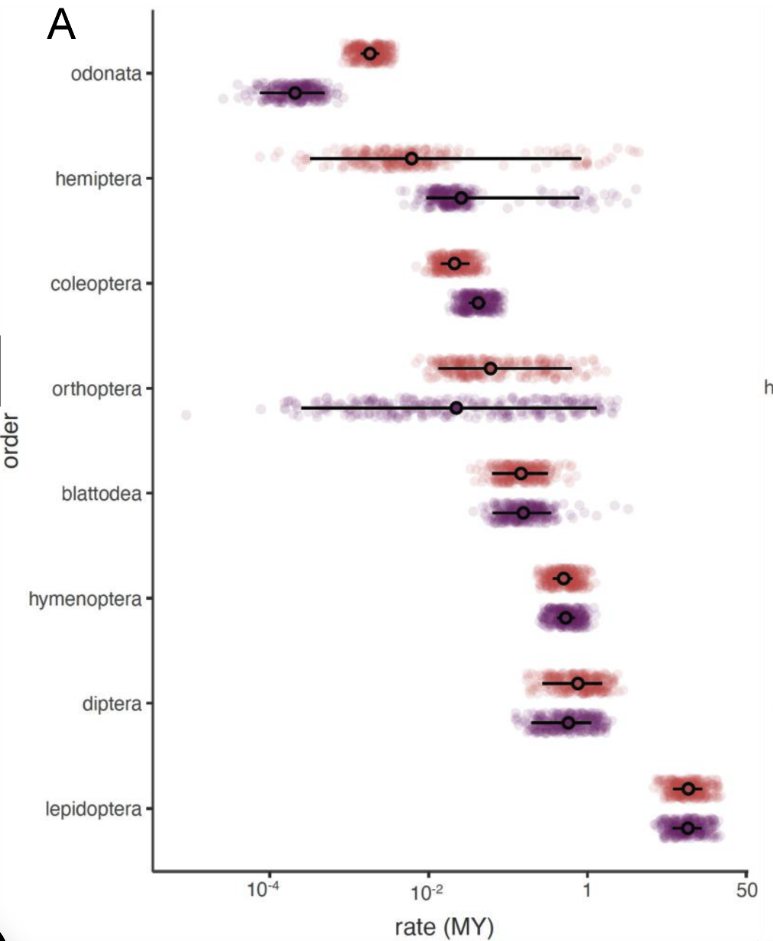 A
odonata
hemiptera
coleoptera
orthoptera
h
order
blattodea
hymenoptera
diptera
lepidoptera
10-4
10-2
1
50
rate (MY)